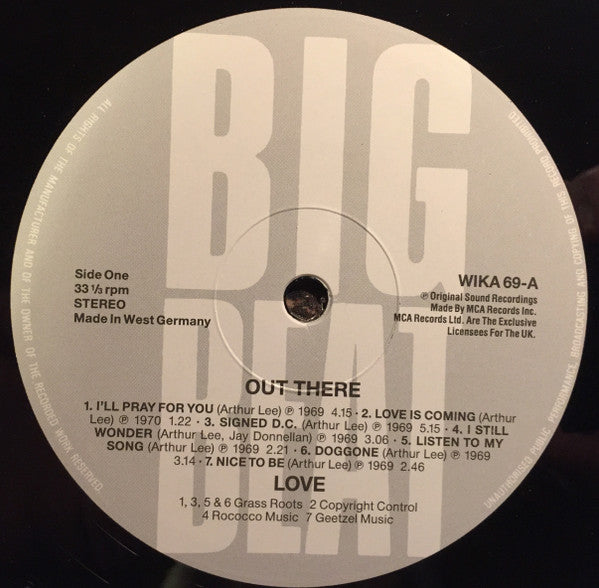 BIG
BEAT
Side One
33 1/3 rpm
STEREO
Made In West Germany
WIKA 69-A
℗ Original Sound Recordings
Made By MCA Records Inc.
MCA Records Ltd. Are The Exclusive
Licensees For The UK.
OUT THERE
1. I'LL PRAY FOR YOU (Arthur Lee) ℗ 1969 4.15 · 2. LOVE IS COMING (Arthur
Lee) ℗ 1970 1.22 · 3. SIGNED D.C. (Arthur Lee) ℗ 1969 5.15 · 4. I STILL
WONDER (Arthur Lee, Jay Donnellan) ℗ 1969 3.06 · 5. LISTEN TO MY
SONG (Arthur Lee) ℗ 1969 2.21 · 6. DOGGONE (Arthur Lee) ℗ 1969
3.14 · 7. NICE TO BE (Arthur Lee) ℗ 1969 2.46
LOVE
1, 3, 5 & 6 Grass Roots 2 Copyright Control
4 Rococco Music 7 Geetzel Music
ALL RIGHTS OF THE MANUFACTURER AND OF THE OWNER OF THE RECORDED WORK RESERVED
UNAUTHORISED PUBLIC PERFORMANCE BROADCASTING AND COPYING OF THIS RECORD PROHIBITED